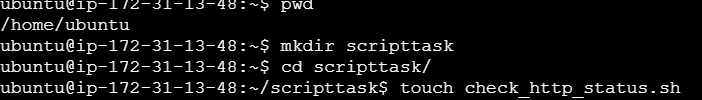 ubuntu@ip-172-31-13-48:~$ pwd
/home/ubuntu
ubuntu@ip-172-31-13-48:~$ mkdir scripttask
ubuntu@ip-172-31-13-48:~$ cd scripttask/
ubuntu@ip-172-31-13-48:~/scripttask$ touch check_http_status.sh